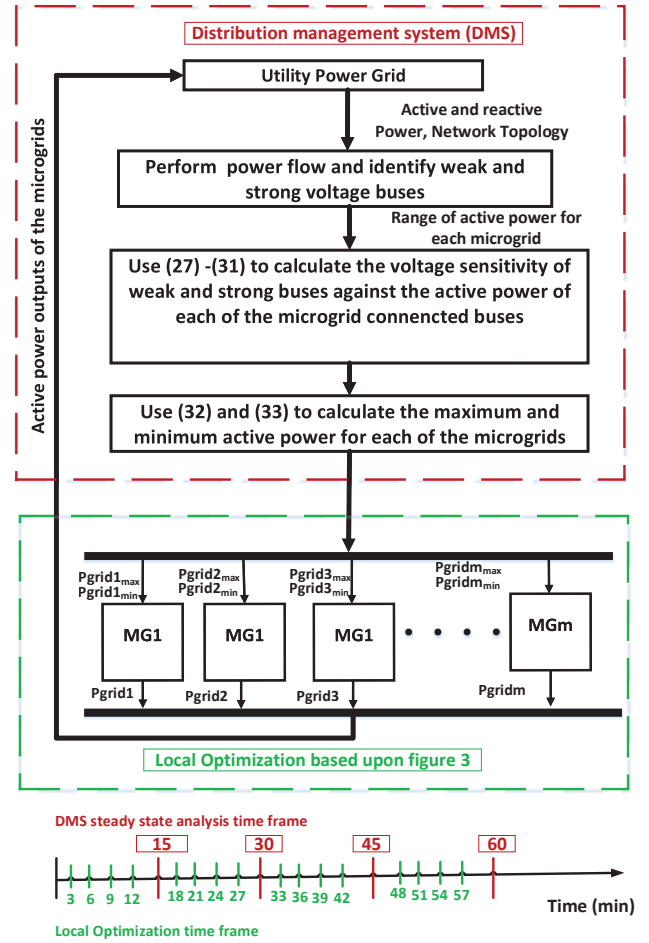 Distribution management system (DMS)
Utility Power Grid
Active and reactive
Power, Network Topology
Perform power flow and identify weak and
strong voltage buses
Range of active power for
each microgrid
Use (27) -(31) to calculate the voltage sensitivity of
weak and strong buses against the active power of
each of the microgrid connencted buses
Use (32) and (33) to calculate the maximum and
minimum active power for each of the microgrids
Active power outputs of the microgrids
Pgrid1max
Pgrid1min
Pgrid2max
Pgrid2min
Pgrid3max
Pgrid3min
Pgridmmax
Pgridmmin
MG1
MG1
MG1
MGm
Pgrid1
Pgrid2
Pgrid3
Pgridm
Local Optimization based upon figure 3
DMS steady state analysis time frame
15 30 45 60
3 6 9 12 18 21 24 27 33 36 39 42 48 51 54 57
Time (min)
Local Optimization time frame